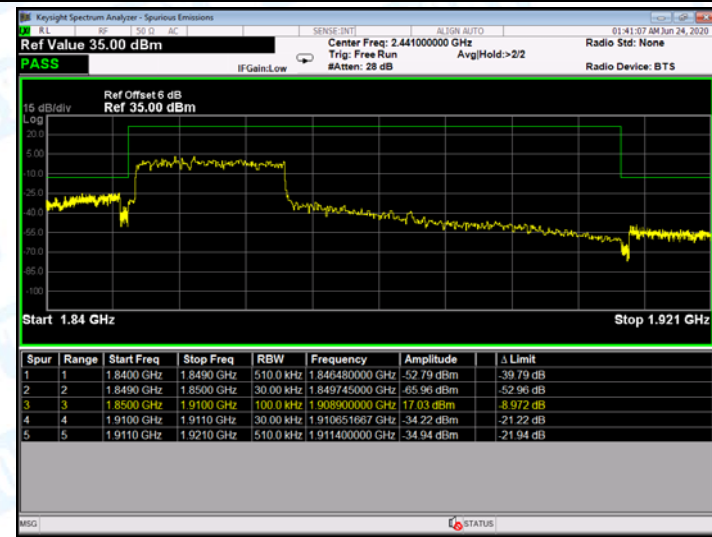 Keysight Spectrum Analyzer - Spurious Emissions
RL RF 50 Ω AC SENSE:INT ALIGN AUTO 01:41:07 AM Jun 24, 2020
Ref Value 35.00 dBm Center Freq: 2.441000000 GHz Radio Std: None
Trig: Free Run Avg|Hold:>2/2
PASS IFGain:Low #Atten: 28 dB Radio Device: BTS
Ref Offset 6 dB
15 dB/div Ref 35.00 dBm
Log
20.0
5.00
-10.0
-25.0
-40.0
-55.0
-70.0
-85.0
-100
Start 1.84 GHz Stop 1.921 GHz
Spur Range Start Freq Stop Freq RBW Frequency Amplitude Δ Limit
1 1 1.8400 GHz 1.8490 GHz 510.0 kHz 1.846480000 GHz -52.79 dBm -39.79 dB
2 2 1.8490 GHz 1.8500 GHz 30.00 kHz 1.849745000 GHz -65.96 dBm -52.96 dB
3 3 1.8500 GHz 1.9100 GHz 100.0 kHz 1.908900000 GHz 17.03 dBm -8.972 dB
4 4 1.9100 GHz 1.9110 GHz 30.00 kHz 1.910651667 GHz -34.22 dBm -21.22 dB
5 5 1.9110 GHz 1.9210 GHz 510.0 kHz 1.911400000 GHz -34.94 dBm -21.94 dB
MSG STATUS